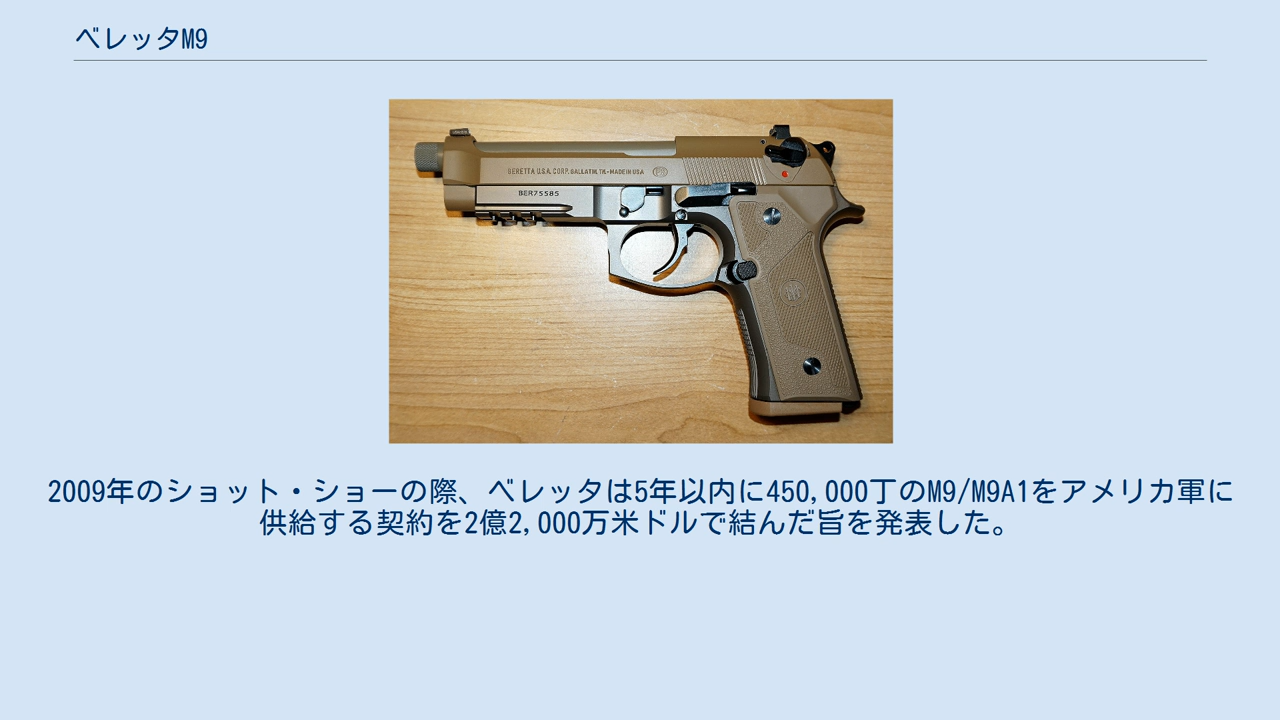 ベレッタM9
BERETTA U.S.A. CORP. GALLATIN, TN.-MADE IN USA
BER75585
2009年のショット・ショーの際、ベレッタは5年以内に450,000丁のM9/M9A1をアメリカ軍に
供給する契約を2億2,000万米ドルで結んだ旨を発表した。